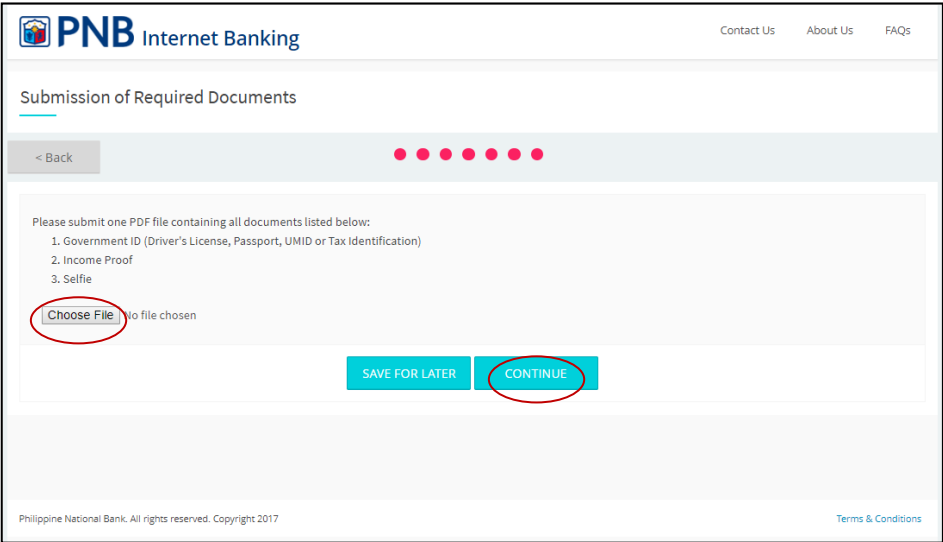 PNB Internet Banking
Contact Us About Us FAQs
Submission of Required Documents
< Back
Please submit one PDF file containing all documents listed below:
1. Government ID (Driver's License, Passport, UMID or Tax Identification)
2. Income Proof
3. Selfie
Choose File No file chosen
SAVE FOR LATER CONTINUE
Philippine National Bank. All rights reserved. Copyright 2017 Terms & Conditions